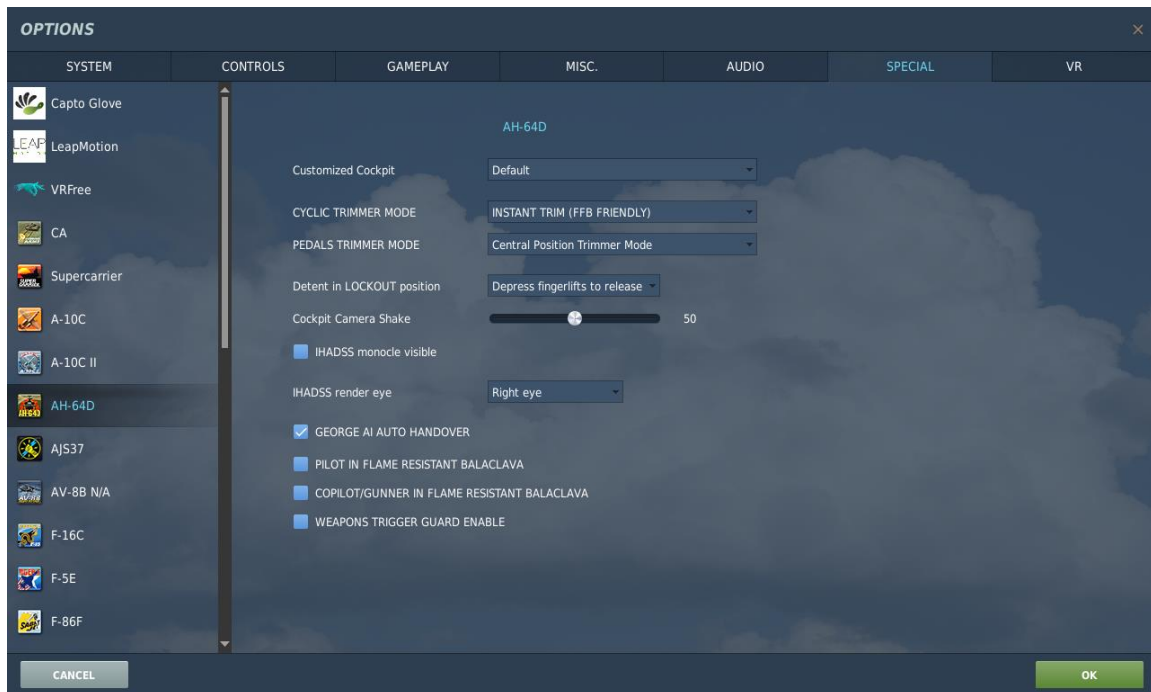 OPTIONS
SYSTEM
CONTROLS
GAMEPLAY
MISC.
AUDIO
SPECIAL
VR
Capto Glove
LEAP
LeapMotion
VRFree
CA
Supercarrier
A-10C
A-10C II
AH-64D
AJS37
AV-8B N/A
F-16C
F-5E
F-86F
AH-64D
Customized Cockpit
Default
CYCLIC TRIMMER MODE
INSTANT TRIM (FFB FRIENDLY)
PEDALS TRIMMER MODE
Central Position Trimmer Mode
Detent in LOCKOUT position
Depress fingerlifts to release
Cockpit Camera Shake
50
IHADSS monocle visible
IHADSS render eye
Right eye
GEORGE AI AUTO HANDOVER
PILOT IN FLAME RESISTANT BALACLAVA
COPILOT/GUNNER IN FLAME RESISTANT BALACLAVA
WEAPONS TRIGGER GUARD ENABLE
CANCEL
OK